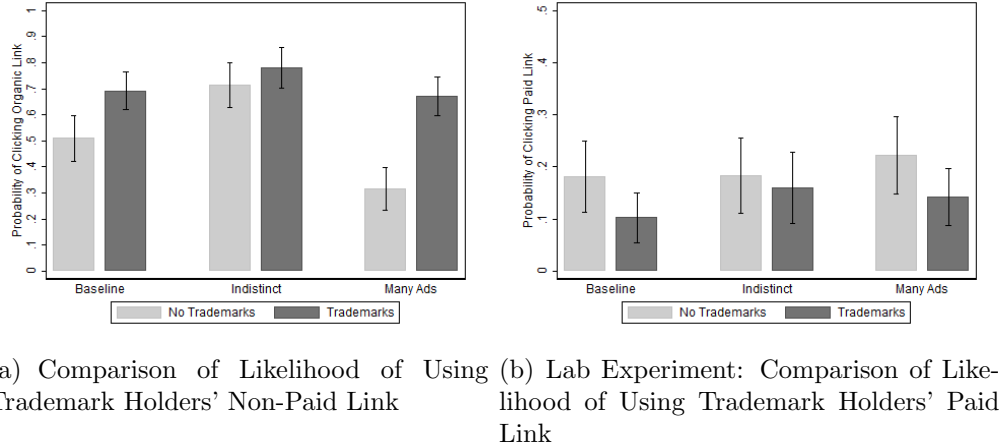 Probability of Clicking Organic Link
1
.9
.8
.7
.6
.5
.4
.3
.2
.1
0
Baseline Indistinct Many Ads
No Trademarks Trademarks
Probability of Clicking Paid Link
.5
.4
.3
.2
.1
0
Baseline Indistinct Many Ads
No Trademarks Trademarks
a) Comparison of Likelihood of Using
Trademark Holders' Non-Paid Link
(b) Lab Experiment: Comparison of Like-
lihood of Using Trademark Holders' Paid
Link